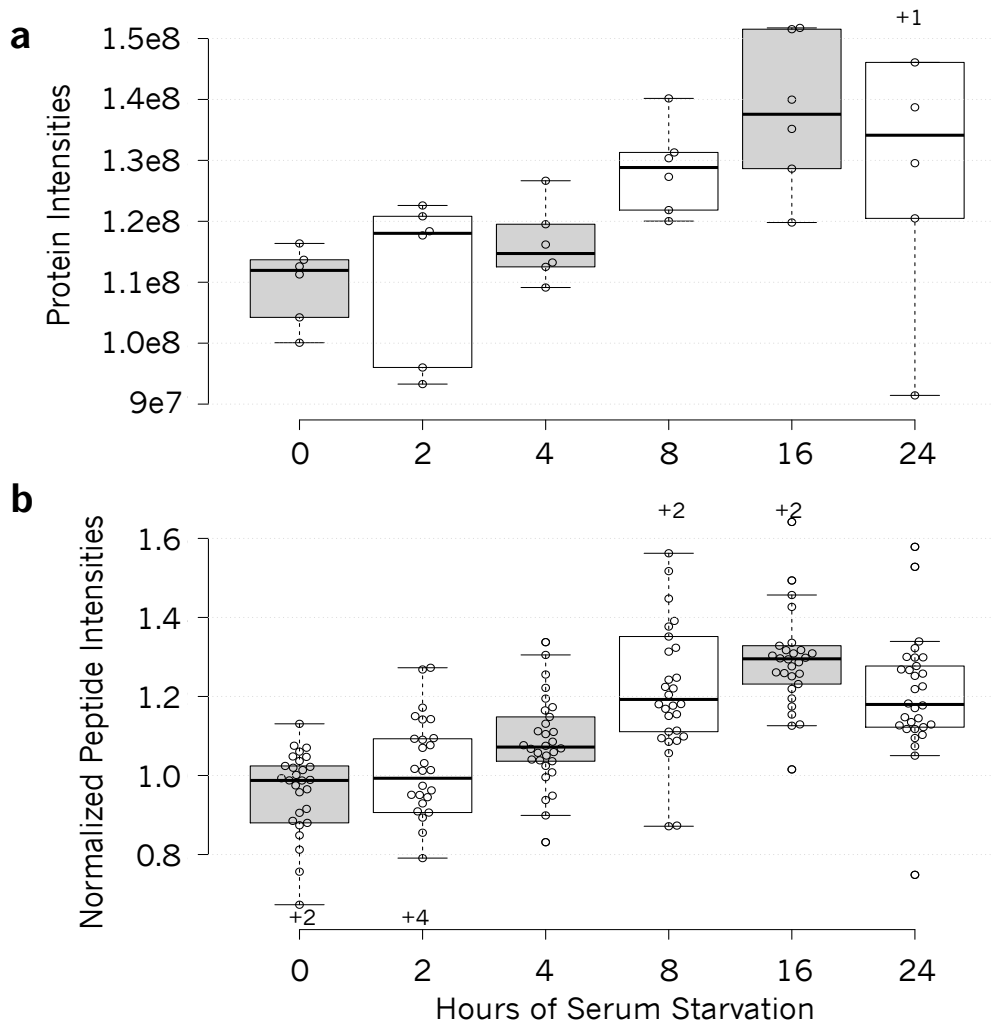 a
Protein Intensities
+1
1.5e8
1.4e8
1.3e8
1.2e8
1.1e8
1.0e8
9e7
0 2 4 8 16 24
b
Normalized Peptide Intensities
+2 +2
1.6
1.4
1.2
1.0
0.8
+2 +4
0 2 4 8 16 24
Hours of Serum Starvation